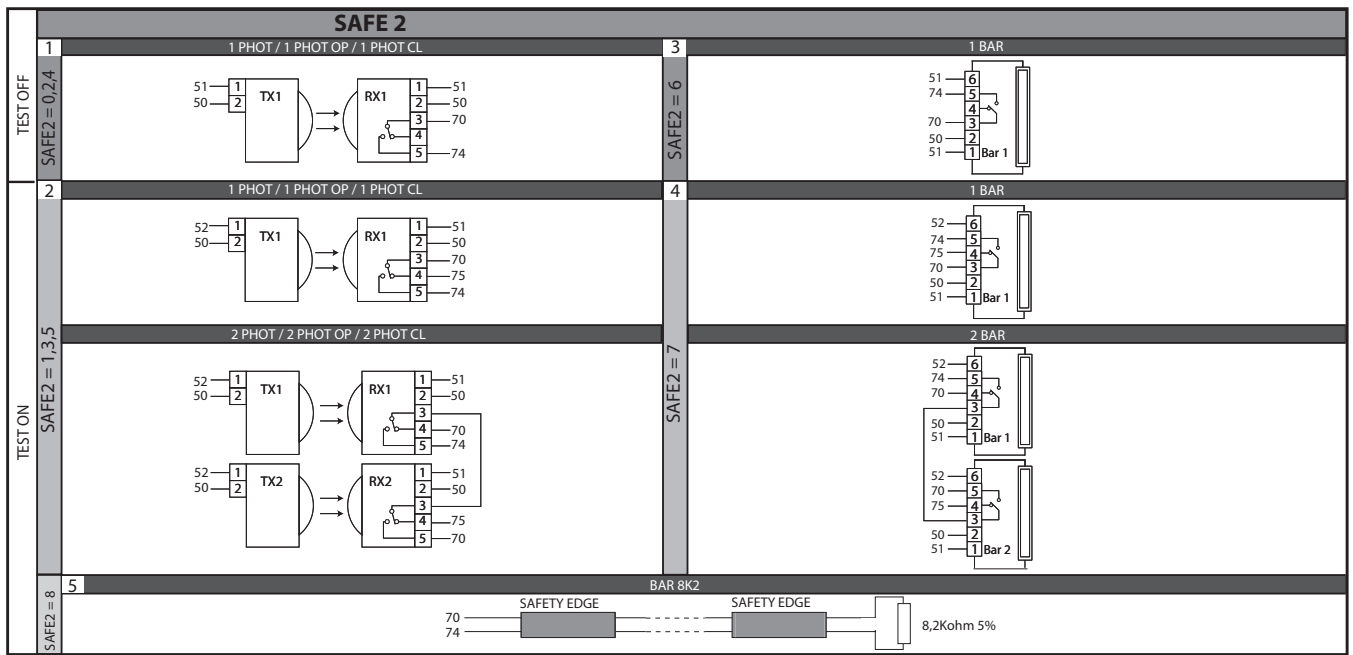 SAFE 2
TEST OFF
SAFE2 = 0,2,4
1
1 PHOT / 1 PHOT OP / 1 PHOT CL
51 1
50 2
TX1
RX1
1 51
2 50
3 70
4
5 74
SAFE2 = 6
3
1 BAR
51 6
74 5
4
70 3
50 2
51 1 Bar 1
TEST ON
SAFE2 = 1,3,5
2
1 PHOT / 1 PHOT OP / 1 PHOT CL
52 1
50 2
TX1
RX1
1 51
2 50
3 70
4 75
5 74
2 PHOT / 2 PHOT OP / 2 PHOT CL
52 1
50 2
TX1
RX1
1 51
2 50
3
4 70
5 74
52 1
50 2
TX2
RX2
1 51
2 50
3
4 75
5 70
SAFE2 = 7
4
1 BAR
52 6
74 5
75 4
70 3
50 2
51 1 Bar 1
2 BAR
52 6
74 5
70 4
3
50 2
51 1 Bar 1
52 6
70 5
75 4
3
50 2
51 1 Bar 2
SAFE2 = 8
5
BAR 8K2
SAFETY EDGE
SAFETY EDGE
70
74
8,2Kohm 5%